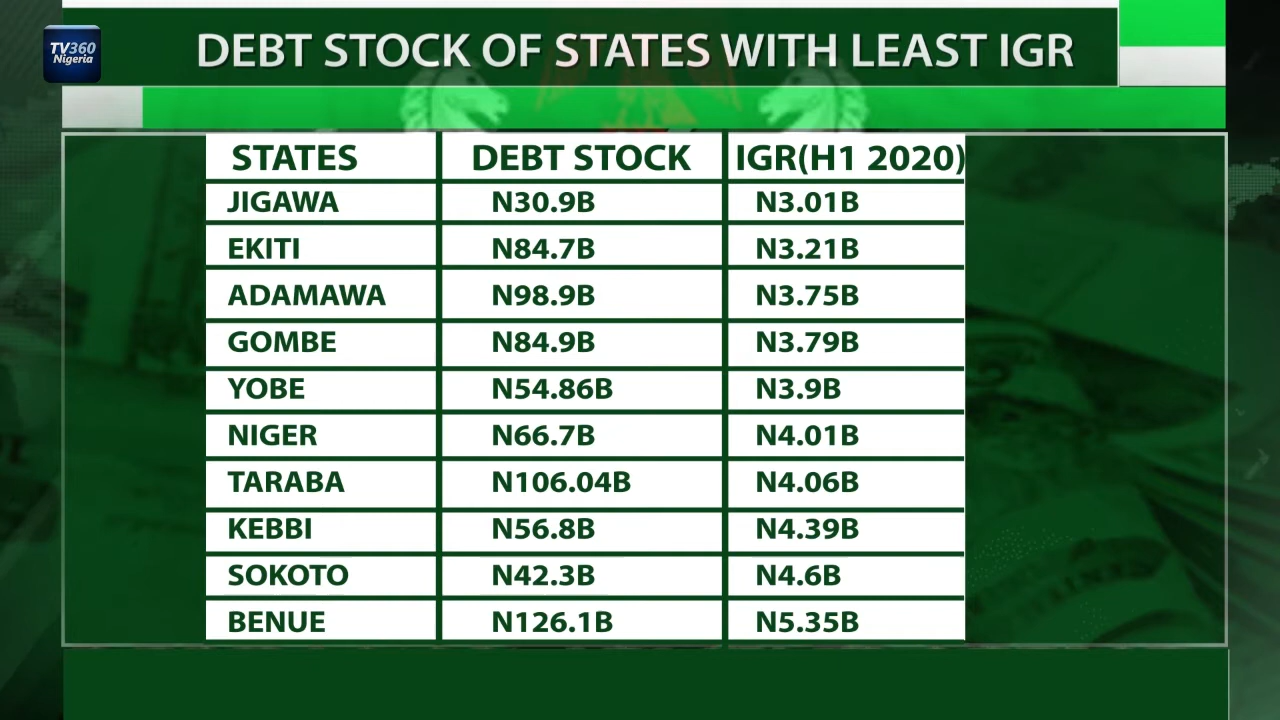 TV360
Nigeria
DEBT STOCK OF STATES WITH LEAST IGR
STATES DEBT STOCK IGR(H1 2020)
JIGAWA N30.9B N3.01B
EKITI N84.7B N3.21B
ADAMAWA N98.9B N3.75B
GOMBE N84.9B N3.79B
YOBE N54.86B N3.9B
NIGER N66.7B N4.01B
TARABA N106.04B N4.06B
KEBBI N56.8B N4.39B
SOKOTO N42.3B N4.6B
BENUE N126.1B N5.35B